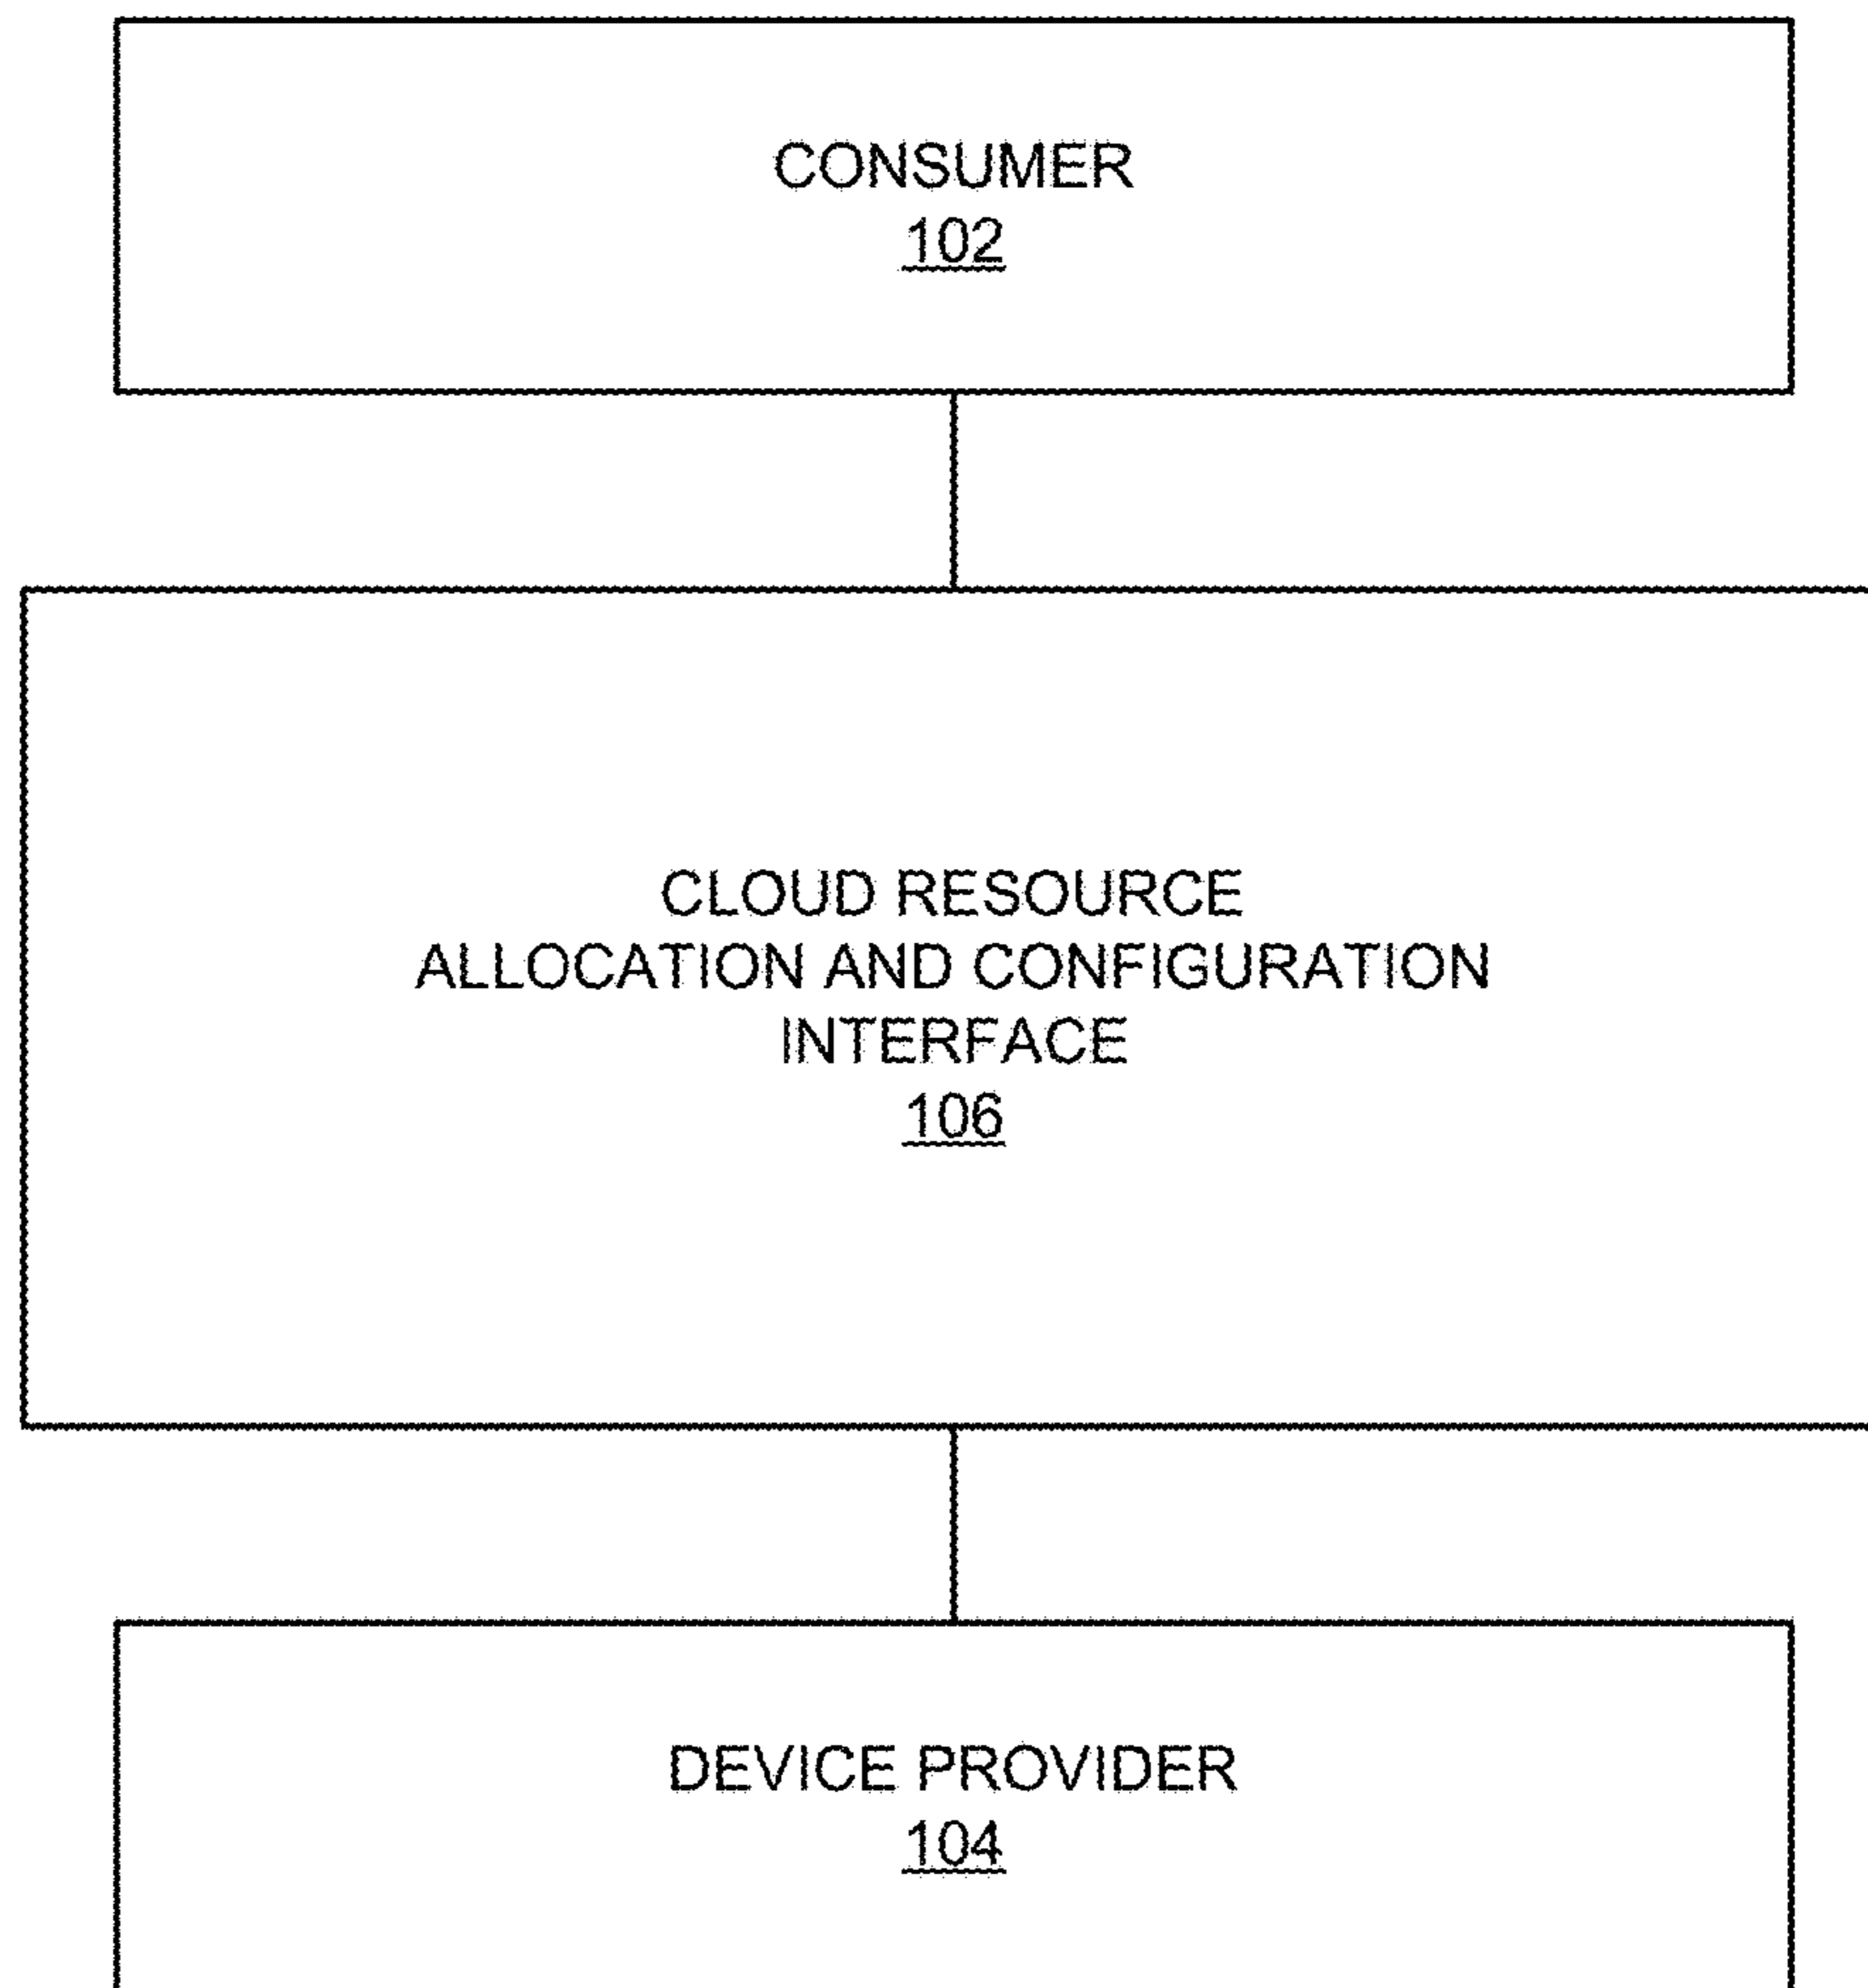 CONSUMER
102
CLOUD RESOURCE
ALLOCATION AND CONFIGURATION
INTERFACE
106
DEVICE PROVIDER
104